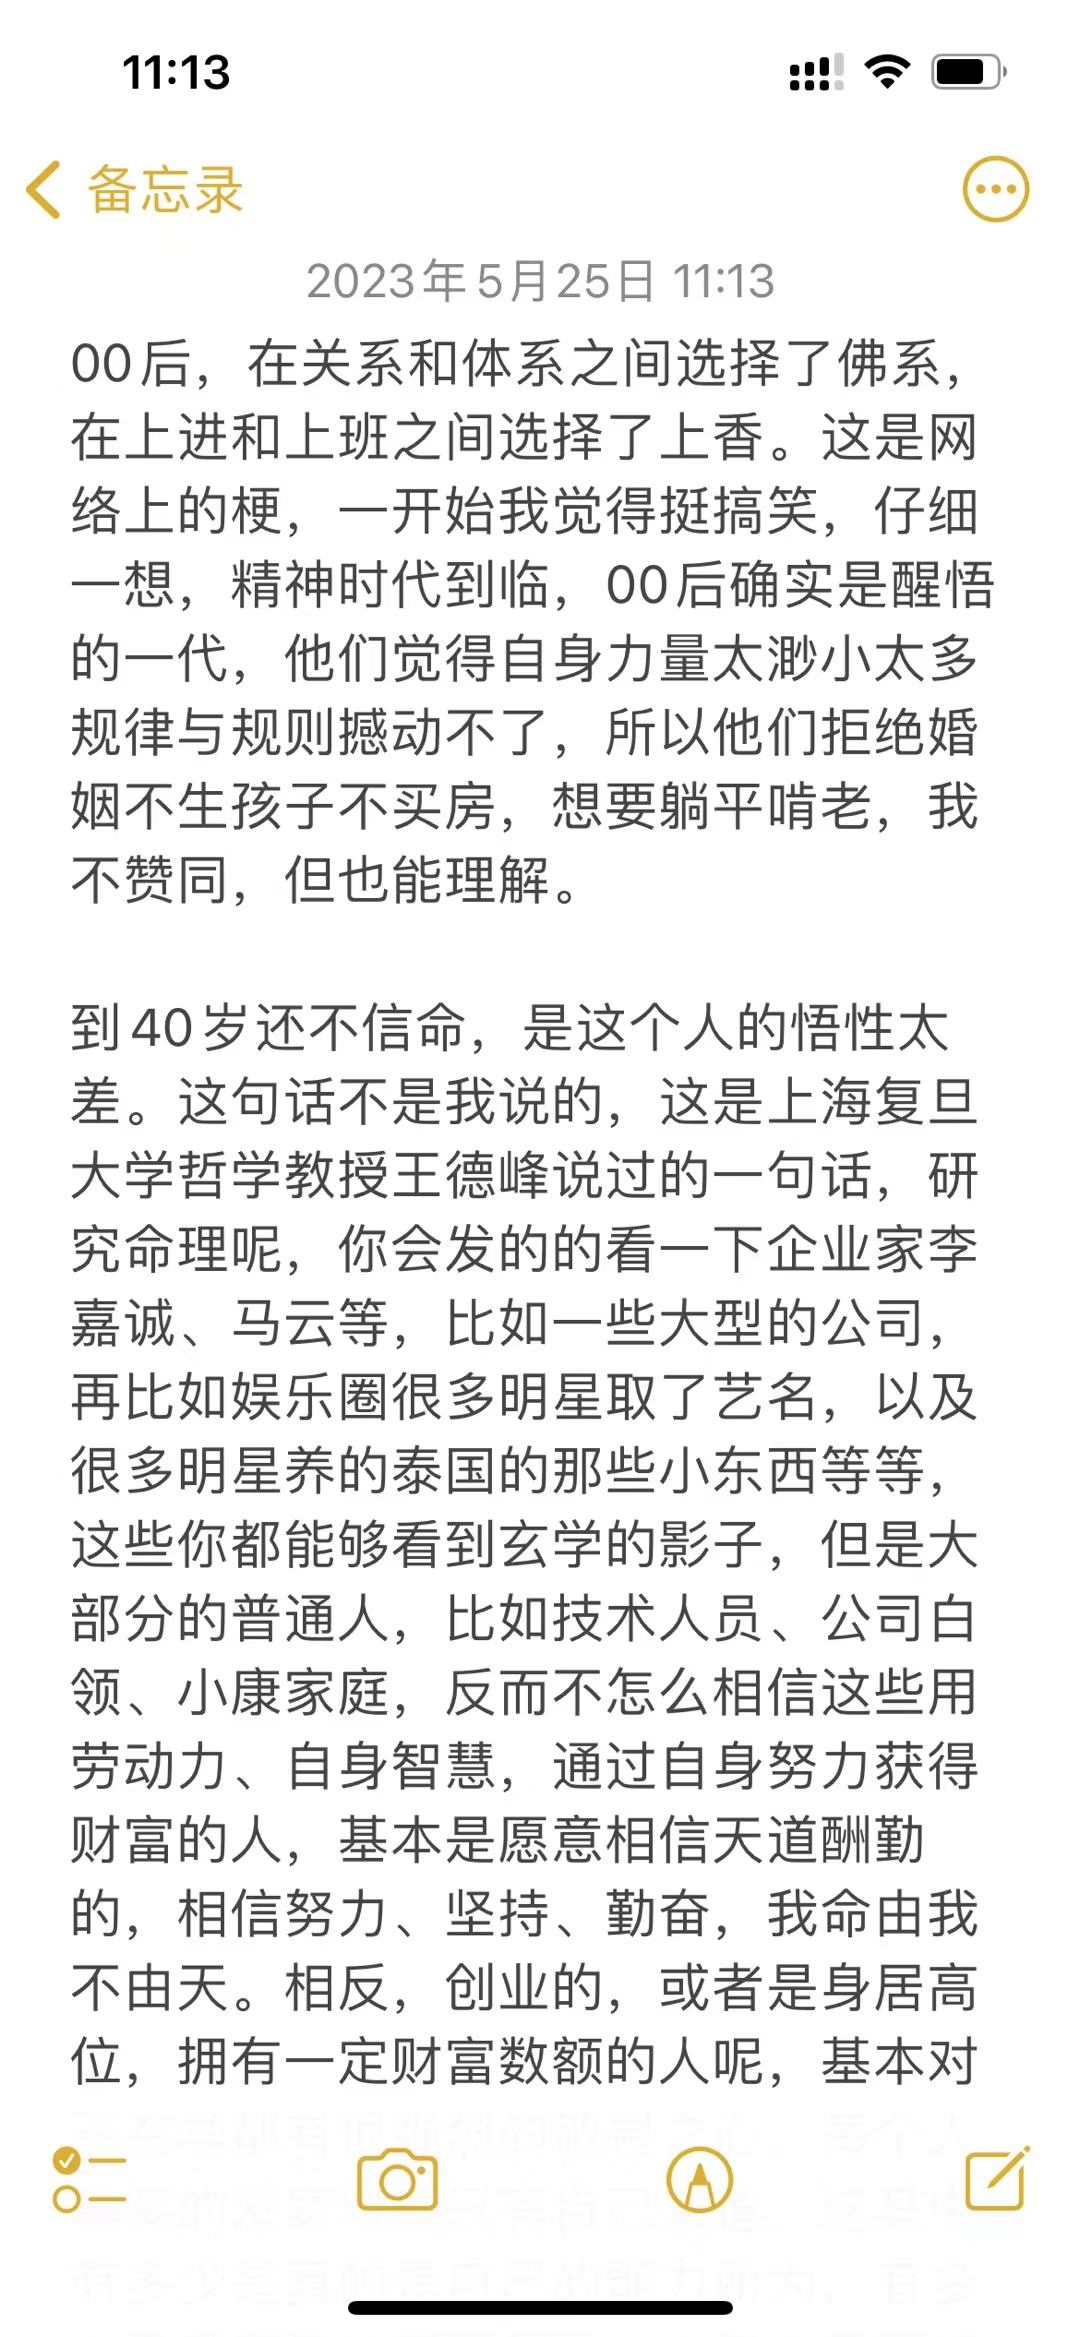 11:13
备忘录
2023年5月25日 11:13
00后，在关系和体系之间选择了佛系，
在上进和上班之间选择了上香。这是网
络上的梗，一开始我觉得挺搞笑，仔细
一想，精神时代到临，00后确实是醒悟
的一代，他们觉得自身力量太渺小太多
规律与规则撼动不了，所以他们拒绝婚
姻不生孩子不买房，想要躺平啃老，我
不赞同，但也能理解。
到40岁还不信命，是这个人的悟性太
差。这句话不是我说的，这是上海复旦
大学哲学教授王德峰说过的一句话，研
究命理呢，你会发的的看一下企业家李
嘉诚、马云等，比如一些大型的公司，
再比如娱乐圈很多明星取了艺名，以及
很多明星养的泰国的那些小东西等等，
这些你都能够看到玄学的影子，但是大
部分的普通人，比如技术人员、公司白
领、小康家庭，反而不怎么相信这些用
劳动力、自身智慧，通过自身努力获得
财富的人，基本是愿意相信天道酬勤
的，相信努力、坚持、勤奋，我命由我
不由天。相反，创业的，或者是身居高
位，拥有一定财富数额的人呢，基本对